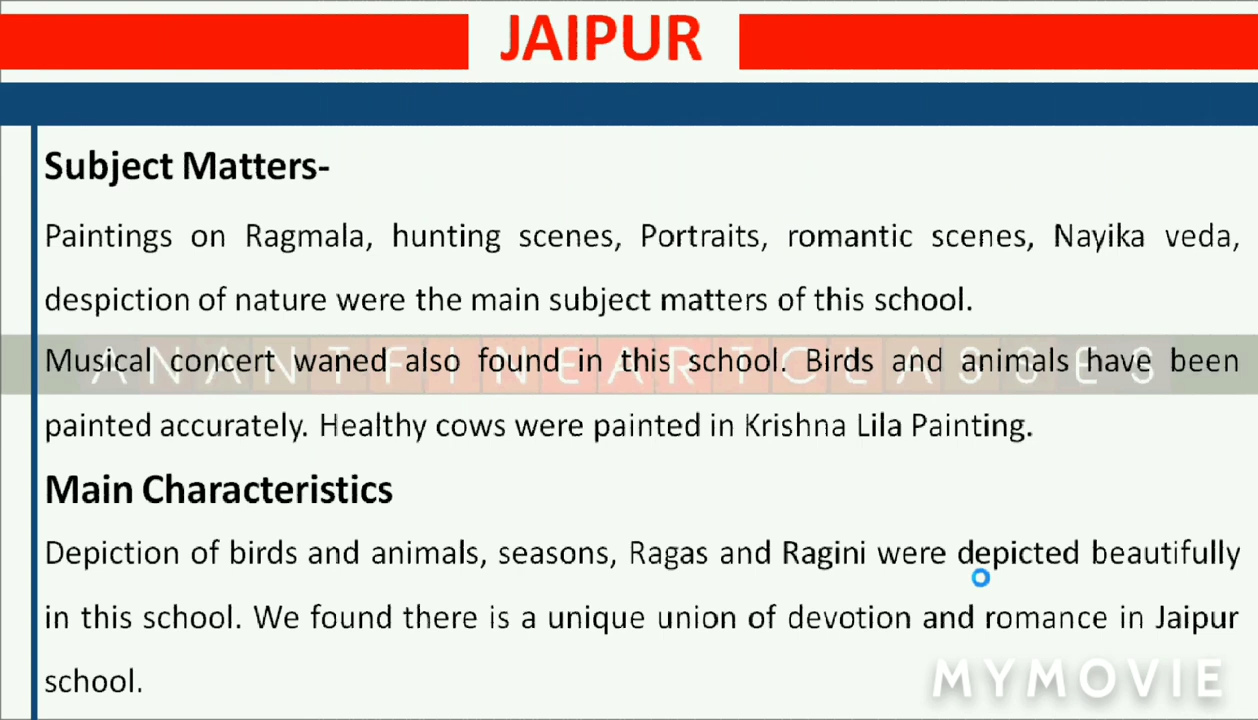 JAIPUR
Subject Matters-
Paintings on Ragmala, hunting scenes, Portraits, romantic scenes, Nayika veda,
despiction of nature were the main subject matters of this school.
Musical concert waned also found in this school. Birds and animals have been
ANANT FINE ART CLASSES
painted accurately. Healthy cows were painted in Krishna Lila Painting.
Main Characteristics
Depiction of birds and animals, seasons, Ragas and Ragini were depicted beautifully
in this school. We found there is a unique union of devotion and romance in Jaipur
school.
MYMOVIE